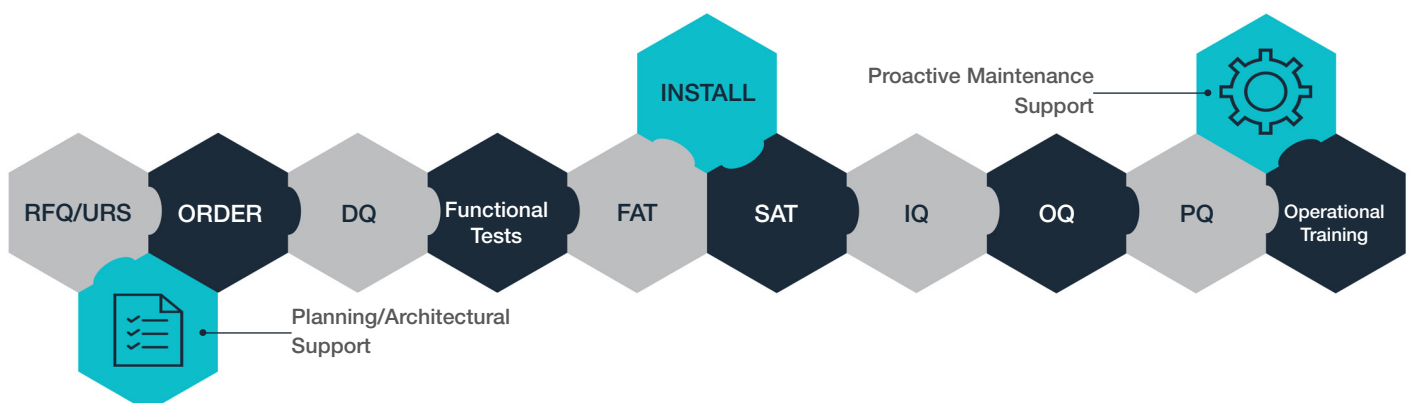 INSTALL
Proactive Maintenance
Support
RFQ/URS
ORDER
DQ
Functional
Tests
FAT
SAT
IQ
OQ
PQ
Operational
Training
Planning/Architectural
Support